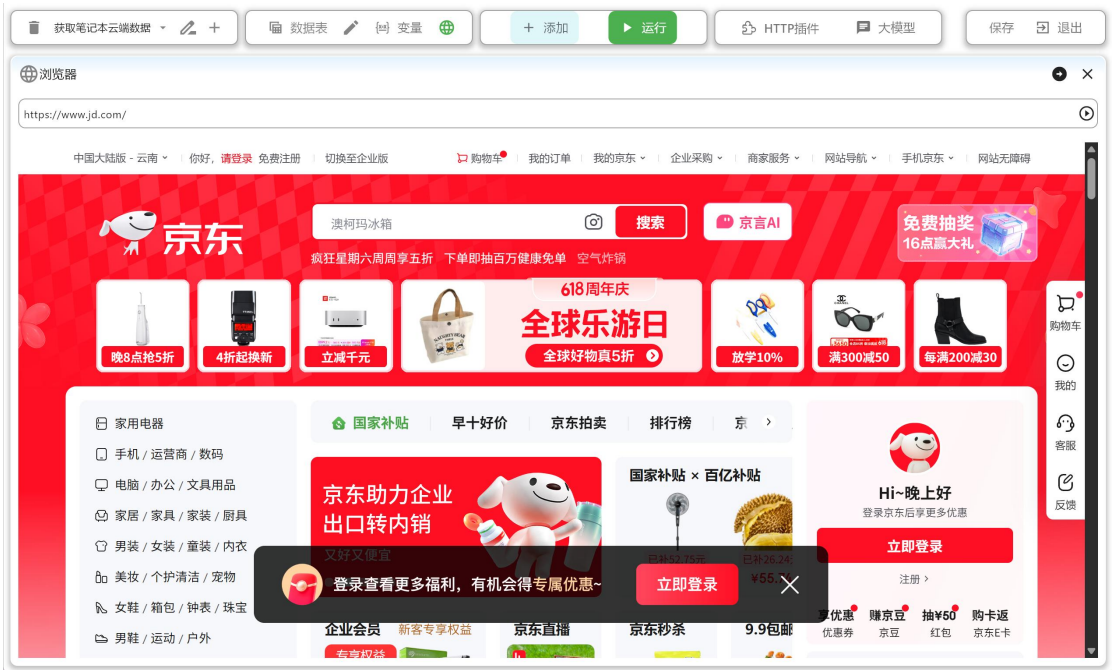 获取笔记本云端数据
数据表 变量
添加 运行
HTTP插件 大模型
保存 退出
浏览器
https://www.jd.com/
中国大陆版 - 云南 你好，请登录 免费注册 切换至企业版 购物车 我的订单 我的京东 企业采购 商家服务 网站导航 手机京东 网站无障碍
京东
澳柯玛冰箱 搜索 京言AI
疯狂星期六周周享五折 下单即抽百万健康免单 空气炸锅
免费抽奖
16点赢大礼
晚8点抢5折
4折起换新
立减千元
618周年庆
全球乐游日
全球好物真5折
放学10%
满300减50
每满200减30
购物车
我的
客服
反馈
家用电器
手机 / 运营商 / 数码
电脑 / 办公 / 文具用品
家居 / 家具 / 家装 / 厨具
男装 / 女装 / 童装 / 内衣
美妆 / 个护清洁 / 宠物
女鞋 / 箱包 / 钟表 / 珠宝
男鞋 / 运动 / 户外
国家补贴 早十好价 京东拍卖 排行榜 京
京东助力企业
出口转内销
又好又便宜
国家补贴 × 百亿补贴
已补52.75元
¥55.
Hi~晚上好
登录京东后享更多优惠
立即登录
注册
享优惠 赚京豆 抽¥50 购卡返
优惠券 京豆 红包 京东E卡
登录查看更多福利，有机会得专属优惠~ 立即登录
企业会员 新客专享权益
专享权益
京东直播
京东秒杀
9.9包邮